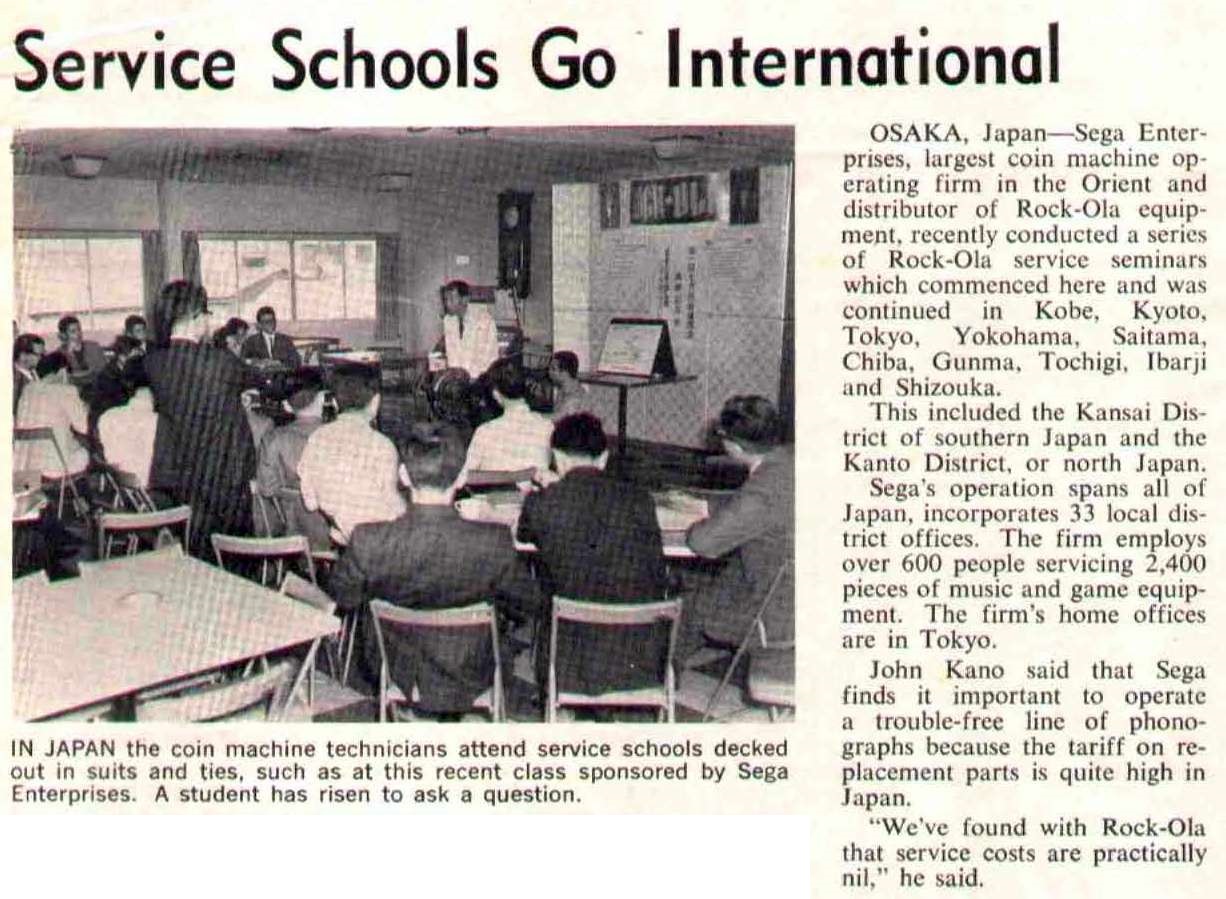 Service Schools Go International
OSAKA, Japan—Sega Enter-
prises, largest coin machine op-
erating firm in the Orient and
distributor of Rock-Ola equip-
ment, recently conducted a series
of Rock-Ola service seminars
which commenced here and was
continued in Kobe, Kyoto,
Tokyo, Yokohama, Saitama,
Chiba, Gunma, Tochigi, Ibarji
and Shizouka.
This included the Kansai Dis-
trict of southern Japan and the
Kanto District, or north Japan.
Sega's operation spans all of
Japan, incorporates 33 local dis-
trict offices. The firm employs
over 600 people servicing 2,400
pieces of music and game equip-
ment. The firm's home offices
are in Tokyo.
John Kano said that Sega
finds it important to operate
a trouble-free line of phono-
graphs because the tariff on re-
placement parts is quite high in
Japan.
"We've found with Rock-Ola
that service costs are practically
nil," he said.
IN JAPAN the coin machine technicians attend service schools decked
out in suits and ties, such as at this recent class sponsored by Sega
Enterprises. A student has risen to ask a question.